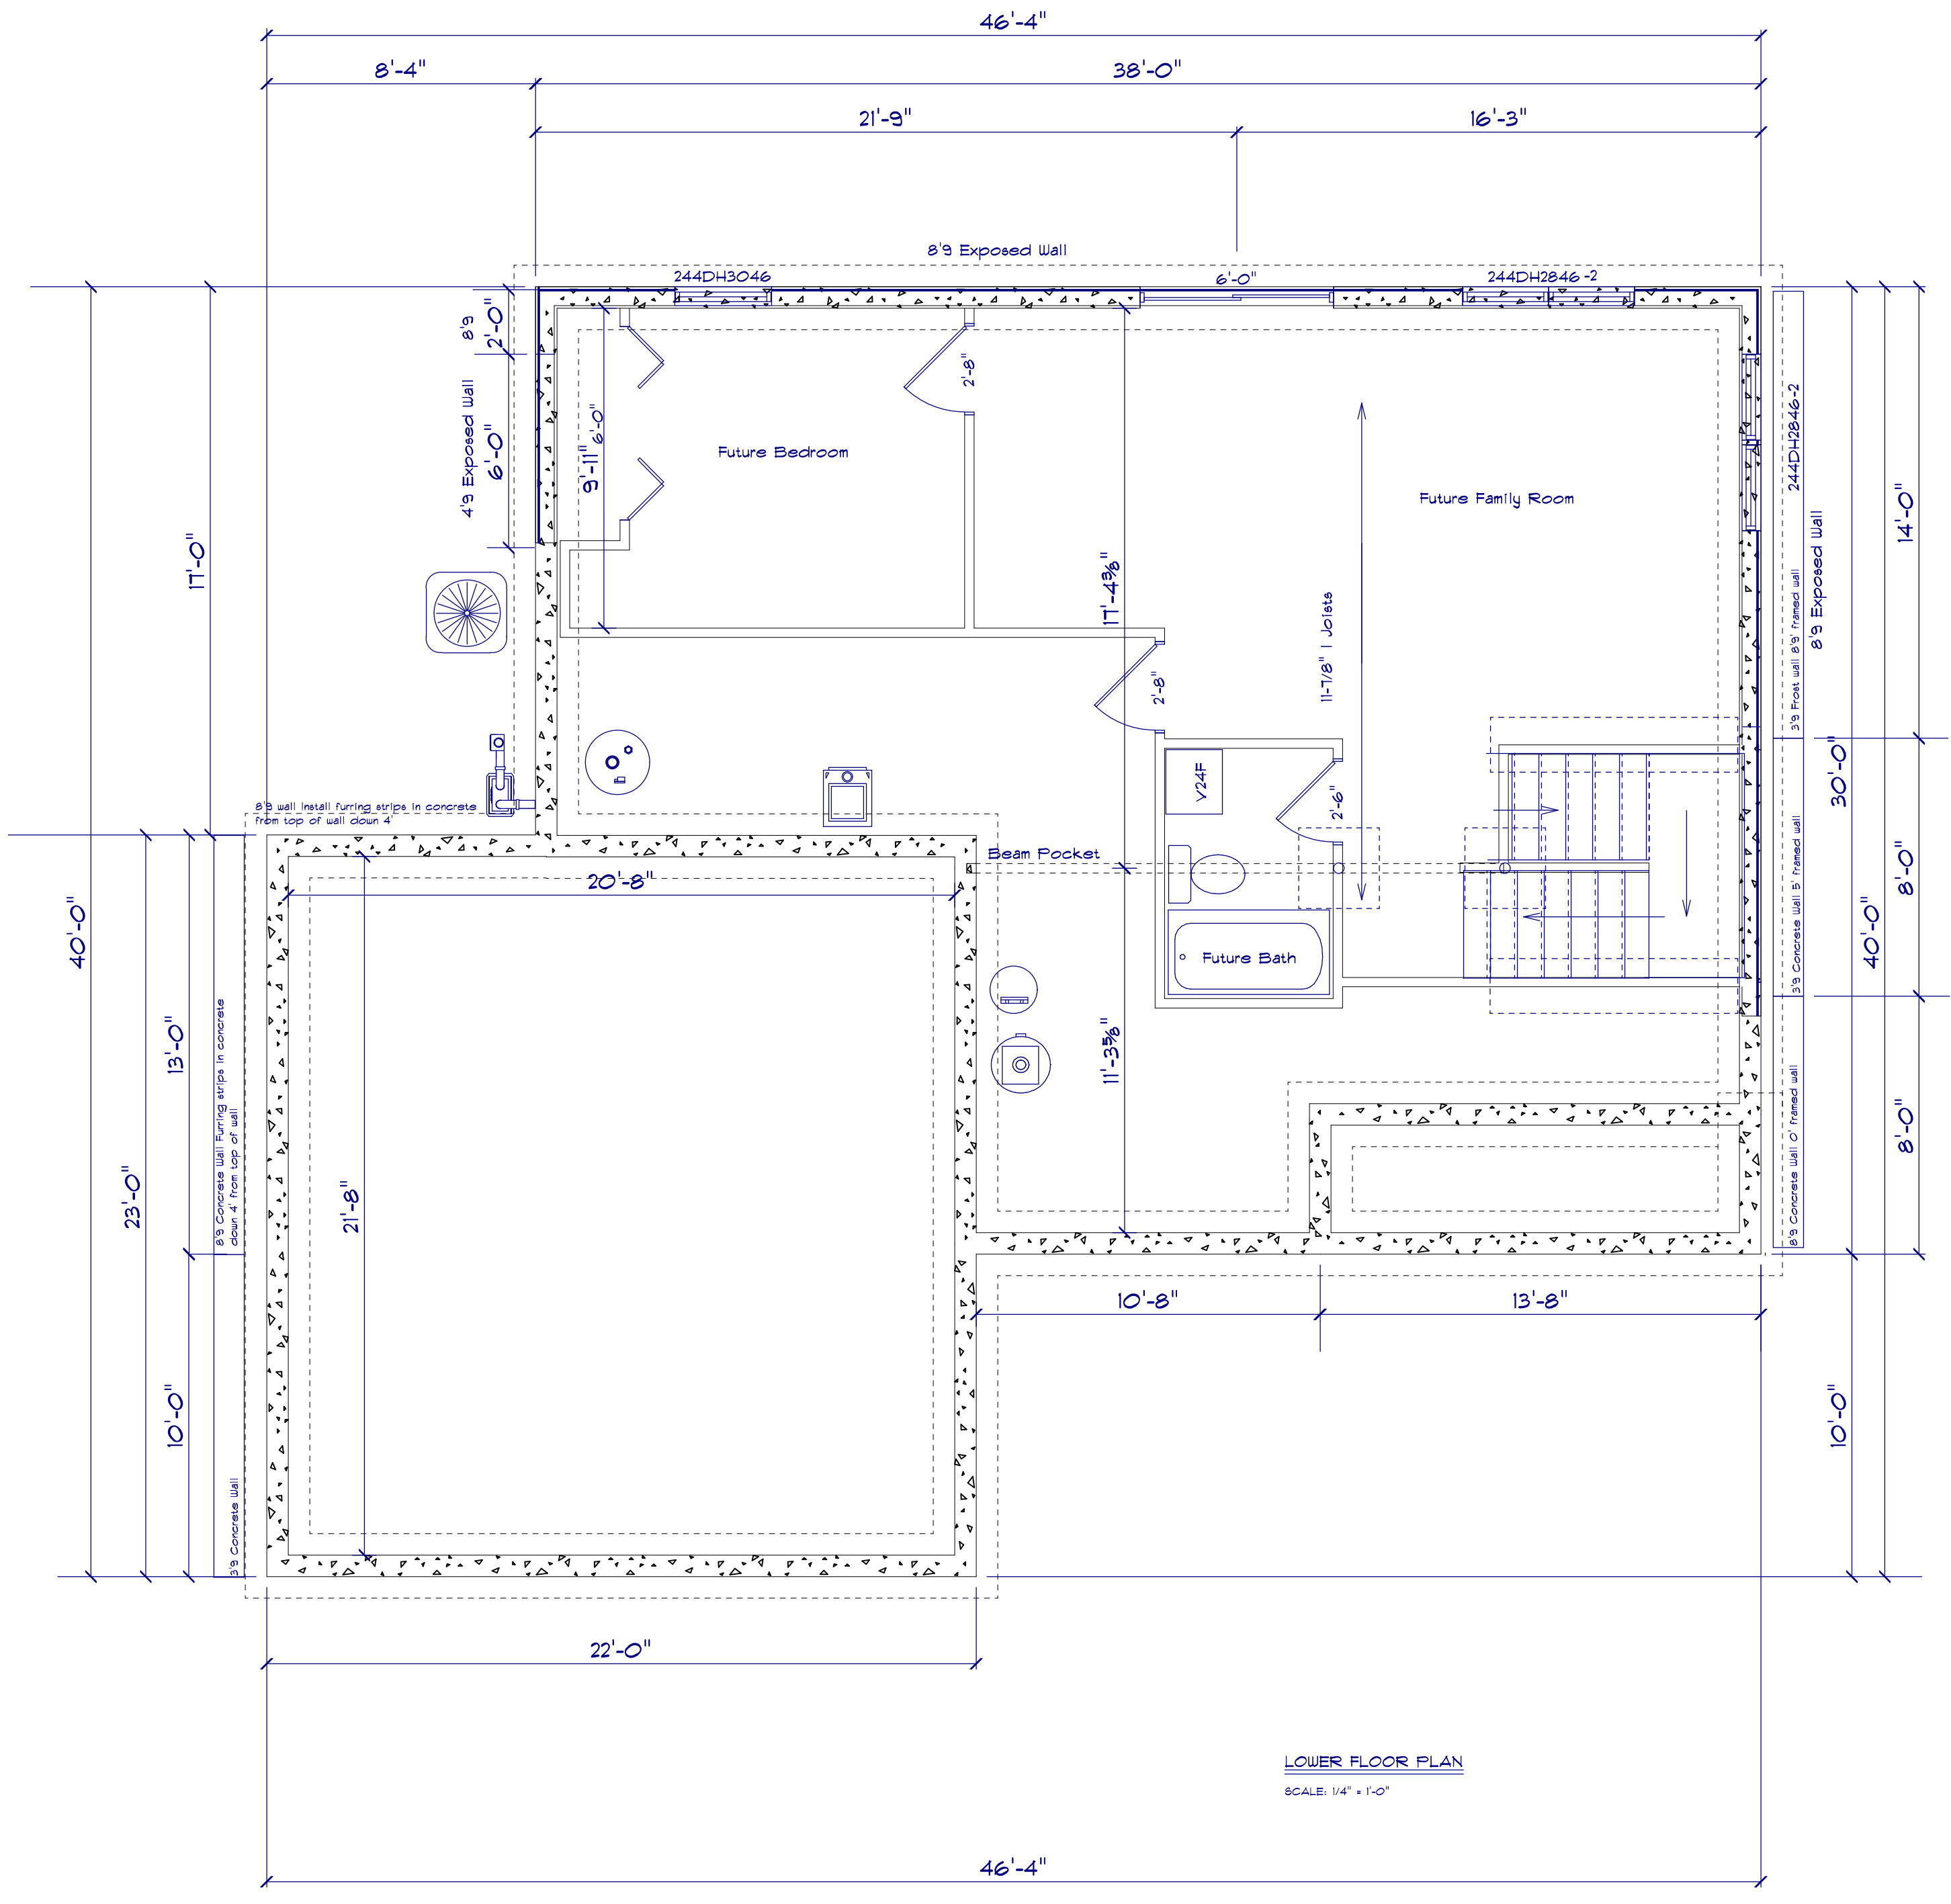 46'-4"
8'-4"
38'-0"
21'-9"
16'-3"
8'9 Exposed Wall
244DH3046
6'-0"
244DH2846-2
8'9
2'-0"
4'9 Exposed Wall
6'-0"
9'-11"
6'-0"
2'-8"
Future Bedroom
Future Family Room
244DH2846-2
8'9 Exposed Wall
3'9 Frost wall 8'9' framed wall
14'-0"
17'-0"
17'-4⅜"
11-7/8" I Joists
2'-8"
V24F
2'-6"
30'-0"
8'9 wall install furring strips in concrete
from top of wall down 4'
Beam Pocket
20'-8"
3'9 Concrete Wall 5' framed wall
8'-0"
40'-0"
40'-0"
Future Bath
13'-0"
8'9 Concrete Wall Furring strips in concrete
down 4' from top of wall
11'-3⅝"
8'9 Concrete Wall 0' framed wall
8'-0"
23'-0"
21'-8"
10'-8"
13'-8"
10'-0"
10'-0"
3'9 Concrete Wall
22'-0"
LOWER FLOOR PLAN
SCALE: 1/4" = 1'-0"
46'-4"